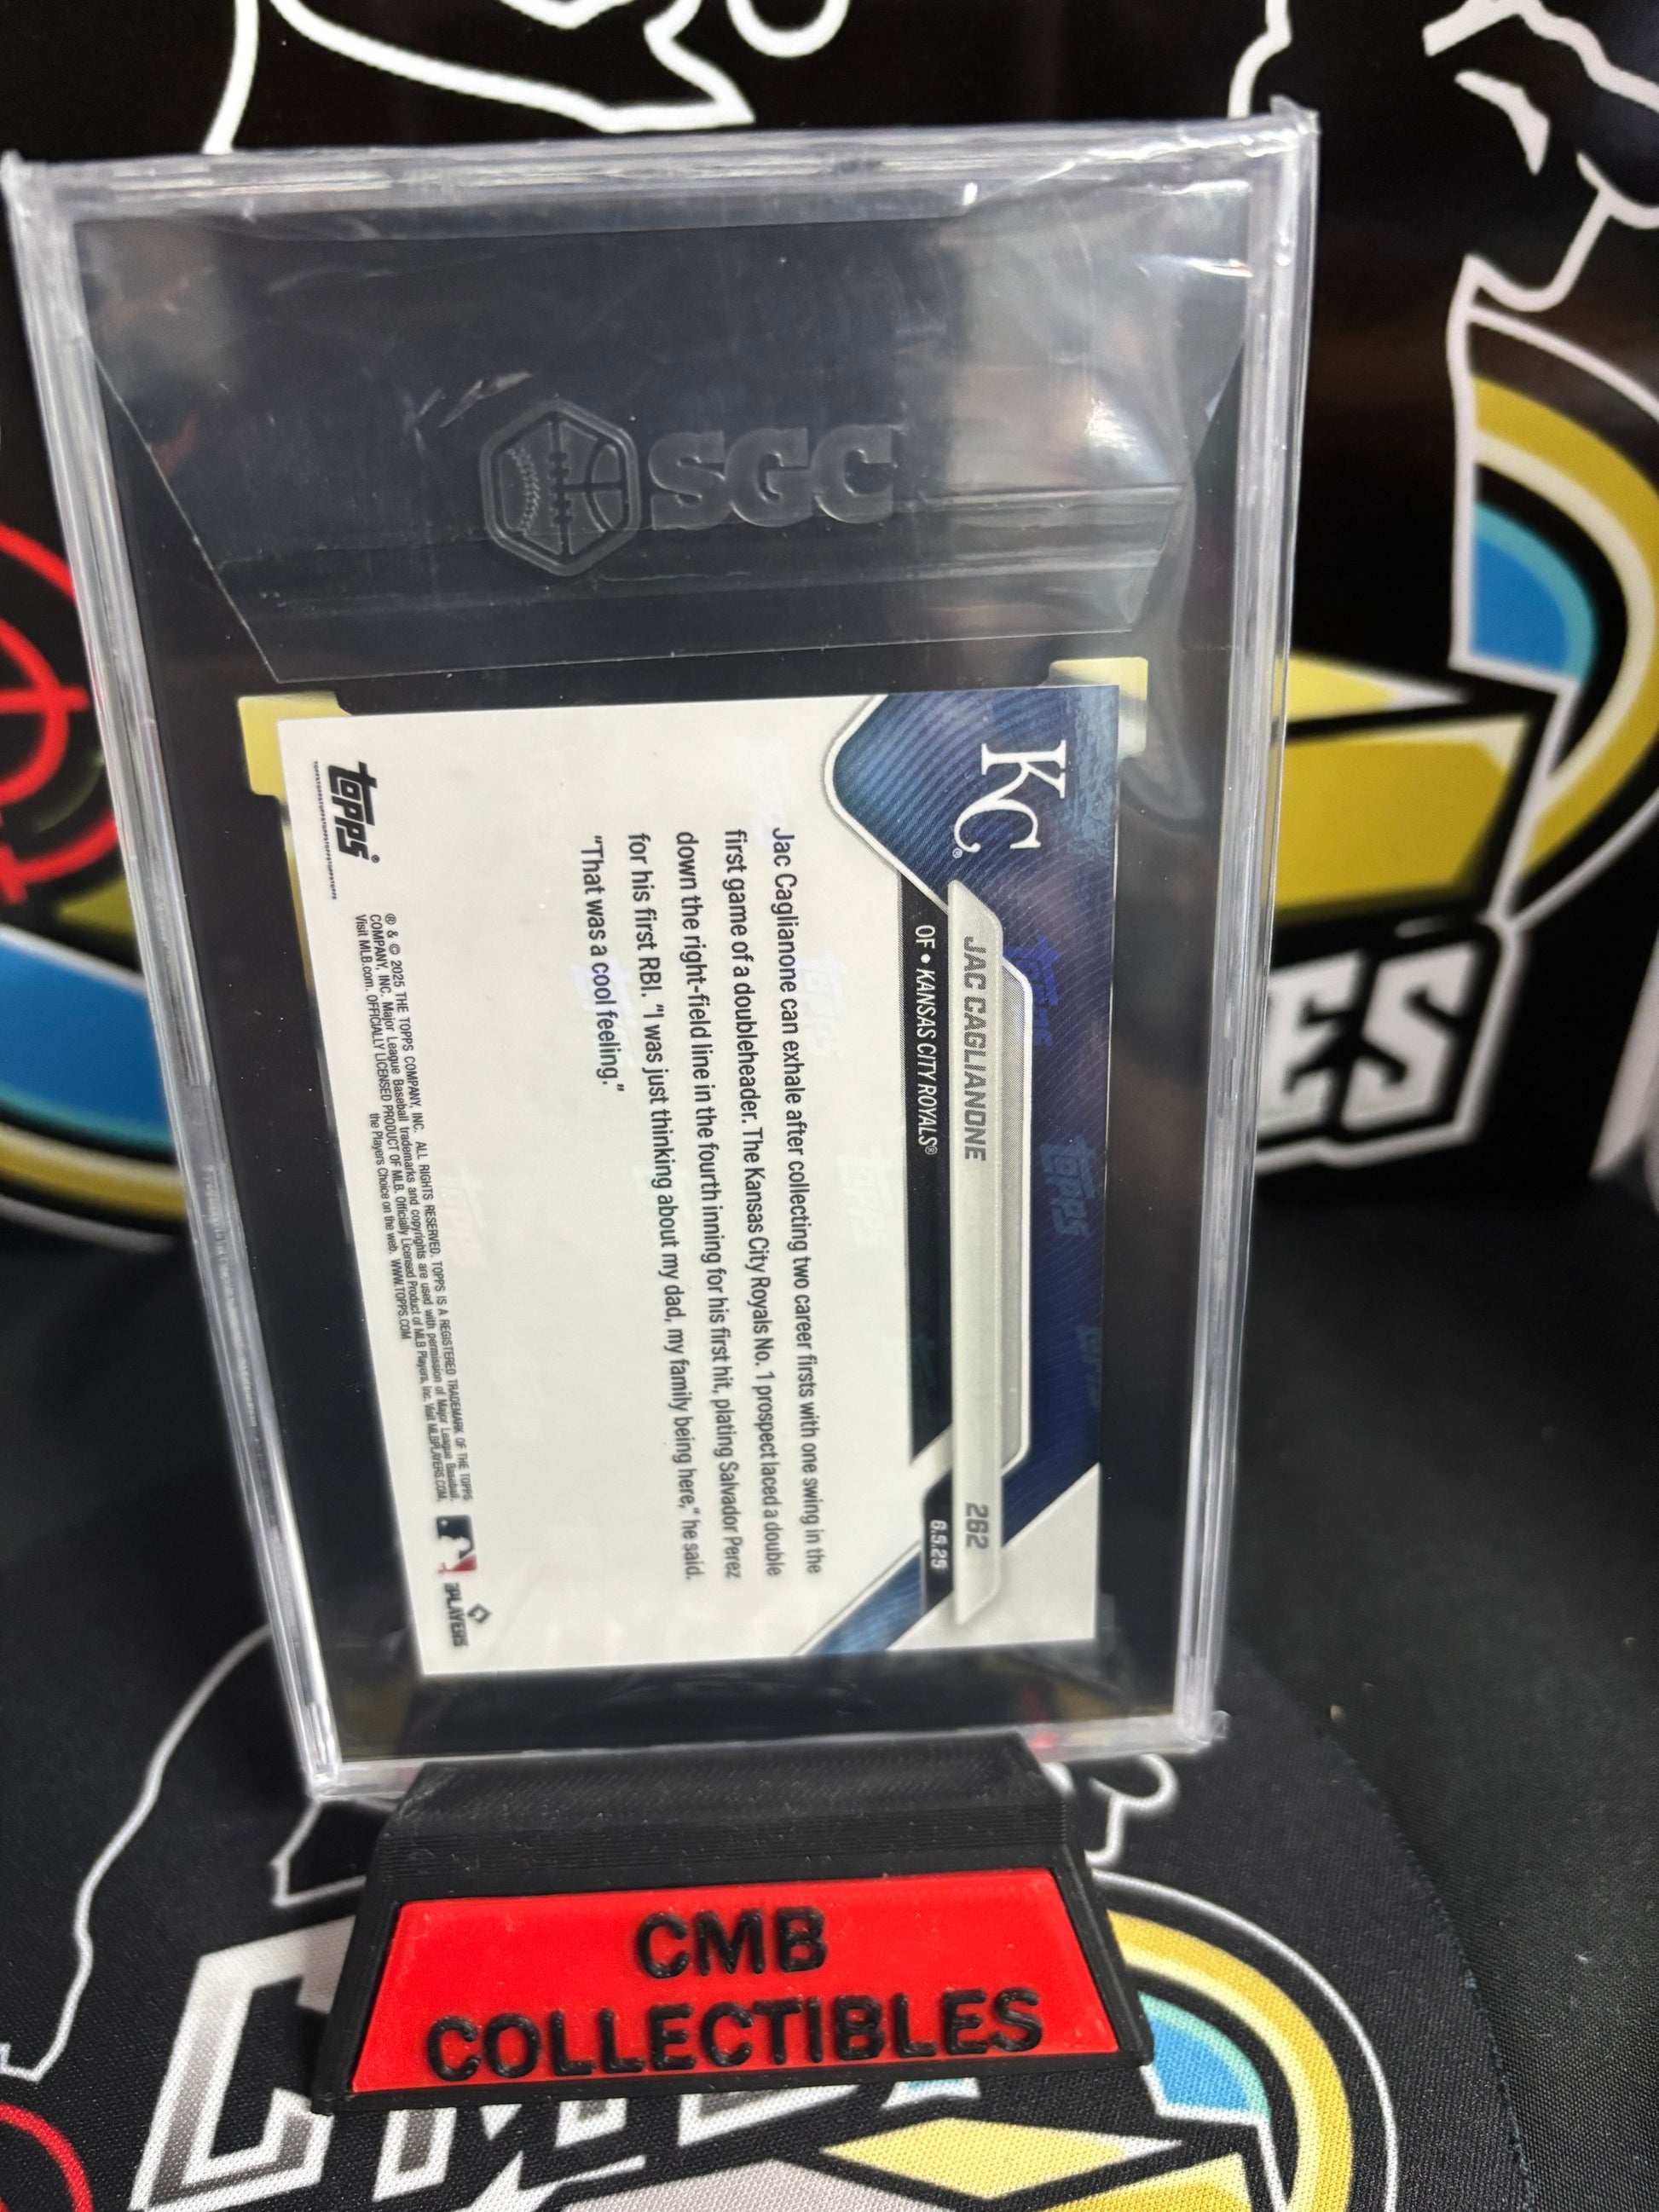 SGC
KC®
JAC CAGLIANONE 262
OF • KANSAS CITY ROYALS® 6.5.25
Jac Caglianone can exhale after collecting two career firsts with one swing in the
first game of a doubleheader. The Kansas City Royals No. 1 prospect laced a double
down the right-field line in the fourth inning for his first hit, plating Salvador Perez
for his first RBI. "I was just thinking about my dad, my family being here," he said.
"That was a cool feeling."
topps®
® & © 2025 THE TOPPS COMPANY, INC. ALL RIGHTS RESERVED. TOPPS IS A REGISTERED TRADEMARK OF THE TOPPS
COMPANY, INC. Major League Baseball trademarks and copyrights are used with permission of Major League Baseball.
Visit MLB.com. OFFICIALLY LICENSED PRODUCT OF MLB. Officially Licensed Product of MLB Players, Inc. Visit MLBPLAYERS.COM,
the Players Choice on the web. WWW.TOPPS.COM
PLAYERS
ES
CMB
COLLECTIBLES